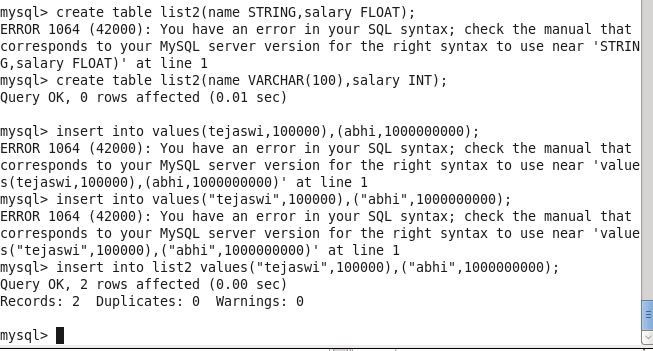 mysql> create table list2(name STRING,salary FLOAT);
ERROR 1064 (42000): You have an error in your SQL syntax; check the manual that
corresponds to your MySQL server version for the right syntax to use near 'STRIN
G,salary FLOAT)' at line 1
mysql> create table list2(name VARCHAR(100),salary INT);
Query OK, 0 rows affected (0.01 sec)

mysql> insert into values(tejaswi,100000),(abhi,1000000000);
ERROR 1064 (42000): You have an error in your SQL syntax; check the manual that
corresponds to your MySQL server version for the right syntax to use near 'value
s(tejaswi,100000),(abhi,1000000000)' at line 1
mysql> insert into values("tejaswi",100000),("abhi",1000000000);
ERROR 1064 (42000): You have an error in your SQL syntax; check the manual that
corresponds to your MySQL server version for the right syntax to use near 'value
s("tejaswi",100000),("abhi",1000000000)' at line 1
mysql> insert into list2 values("tejaswi",100000),("abhi",1000000000);
Query OK, 2 rows affected (0.00 sec)
Records: 2  Duplicates: 0  Warnings: 0

mysql>